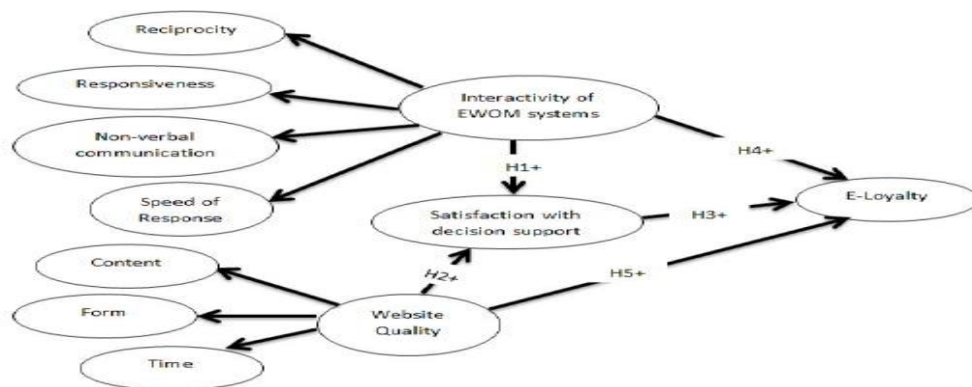 Reciprocity
Responsiveness
Interactivity of
EWOM systems
Non-verbal
communication
H4+
H1+
Speed of
Response
E-Loyalty
Satisfaction with
decision support
H3+
Content
H2+
H5+
Form
Website
Quality
Time